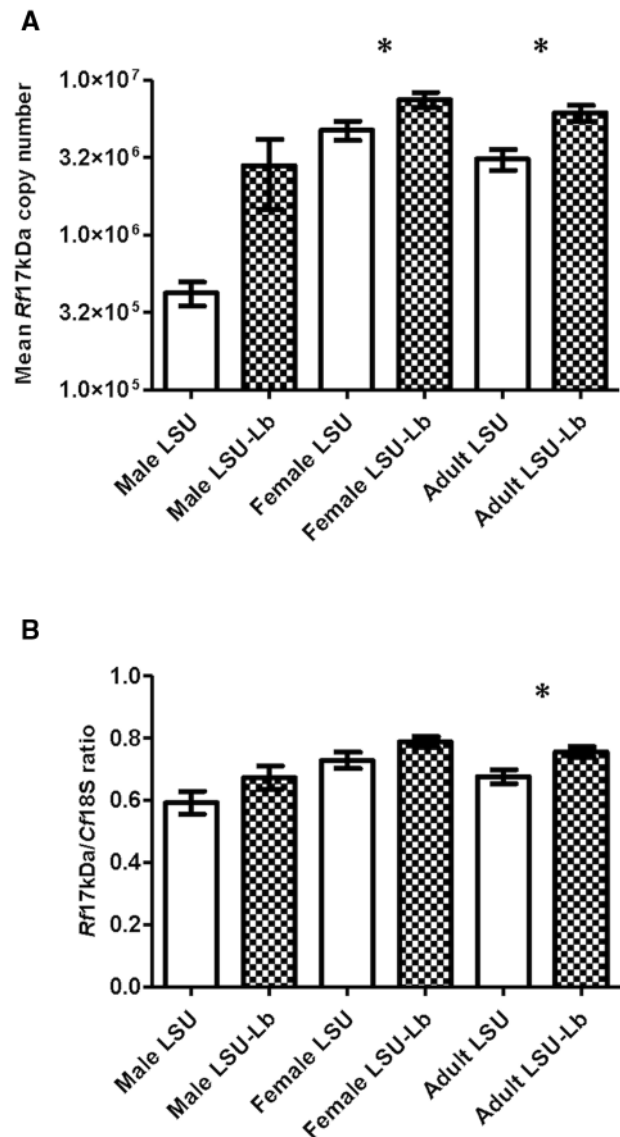 A
* *
Mean Rf17kDa copy number
1.0×10⁷
3.2×10⁶
1.0×10⁶
3.2×10⁵
1.0×10⁵
Male LSU
Male LSU-Lb
Female LSU
Female LSU-Lb
Adult LSU
Adult LSU-Lb
B
*
Rf17kDa/Cf18S ratio
1.0
0.8
0.6
0.4
0.2
0.0
Male LSU
Male LSU-Lb
Female LSU
Female LSU-Lb
Adult LSU
Adult LSU-Lb